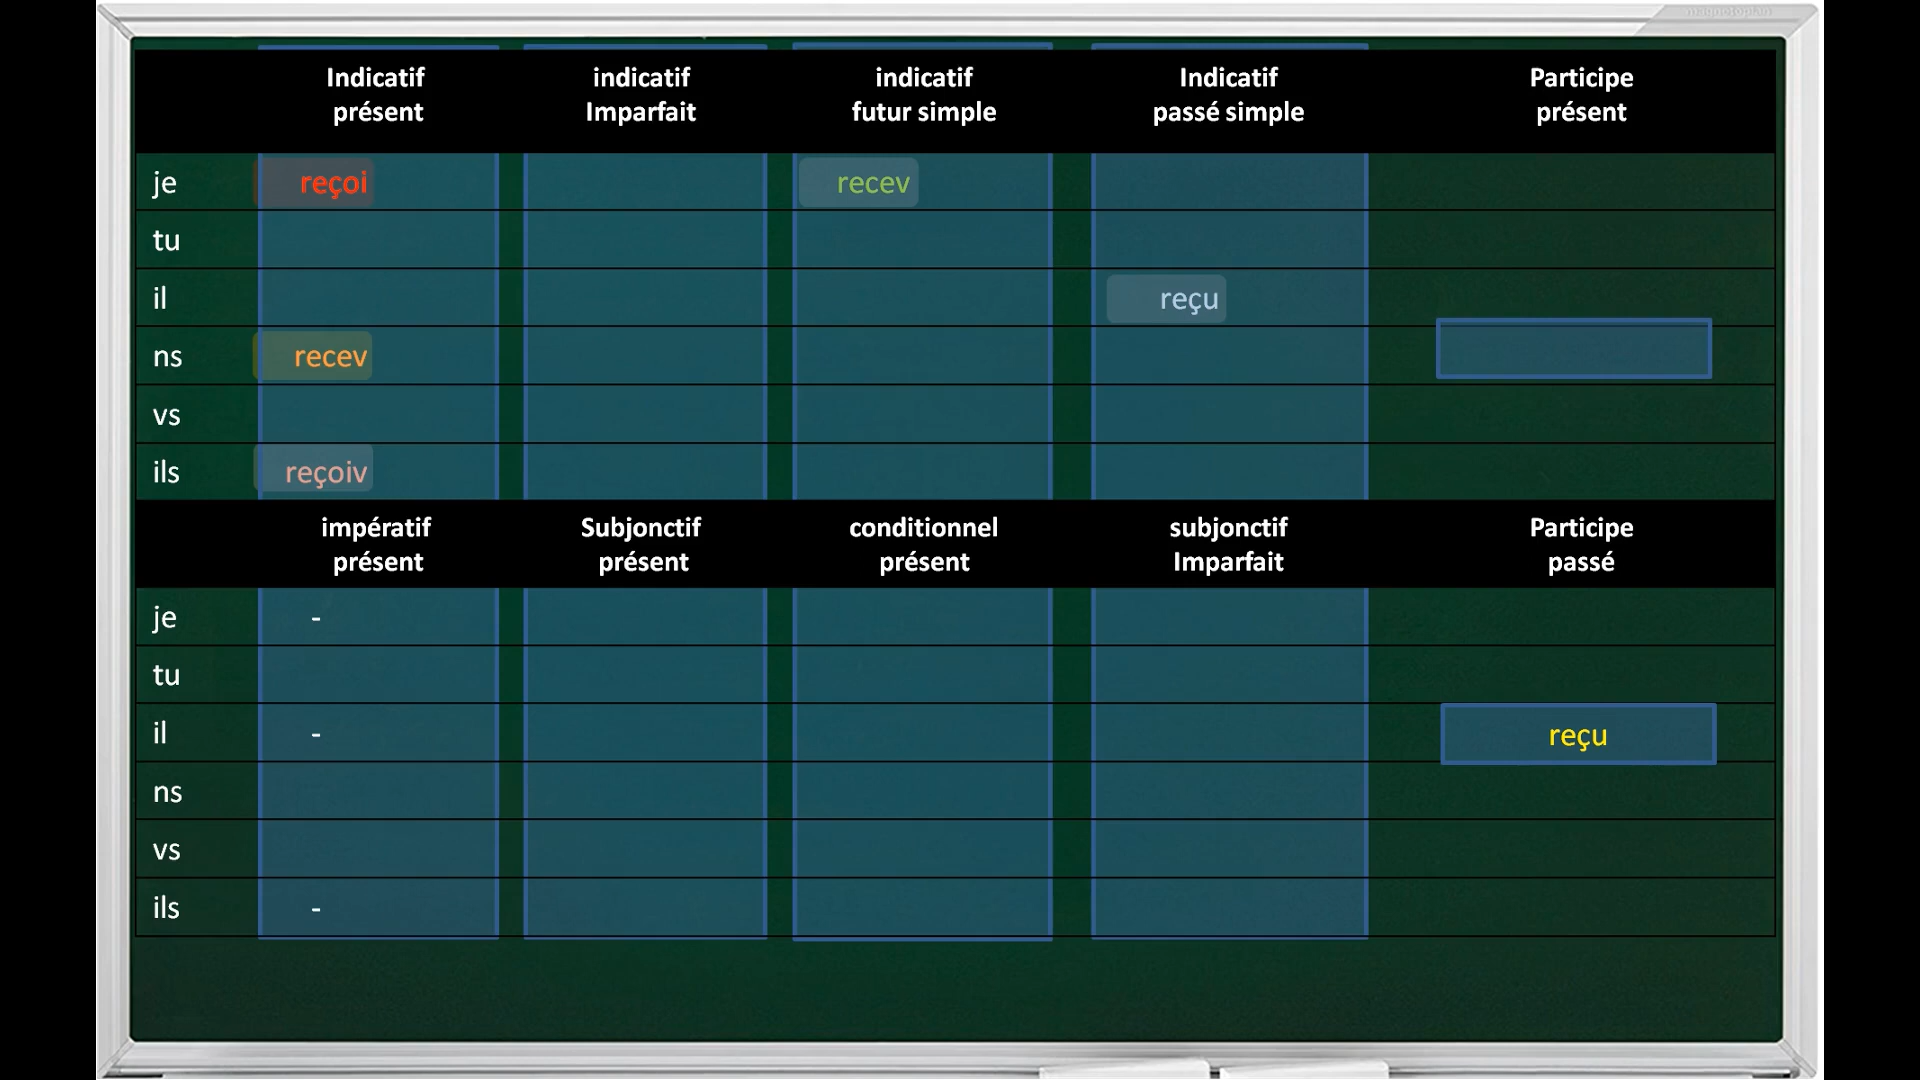 magnetoplan
Indicatif présent
indicatif Imparfait
indicatif futur simple
Indicatif passé simple
Participe présent
je reçoi recev
tu
il reçu
ns recev
vs
ils reçoiv
impératif présent
Subjonctif présent
conditionnel présent
subjonctif Imparfait
Participe passé
je -
tu
il - reçu
ns
vs
ils -